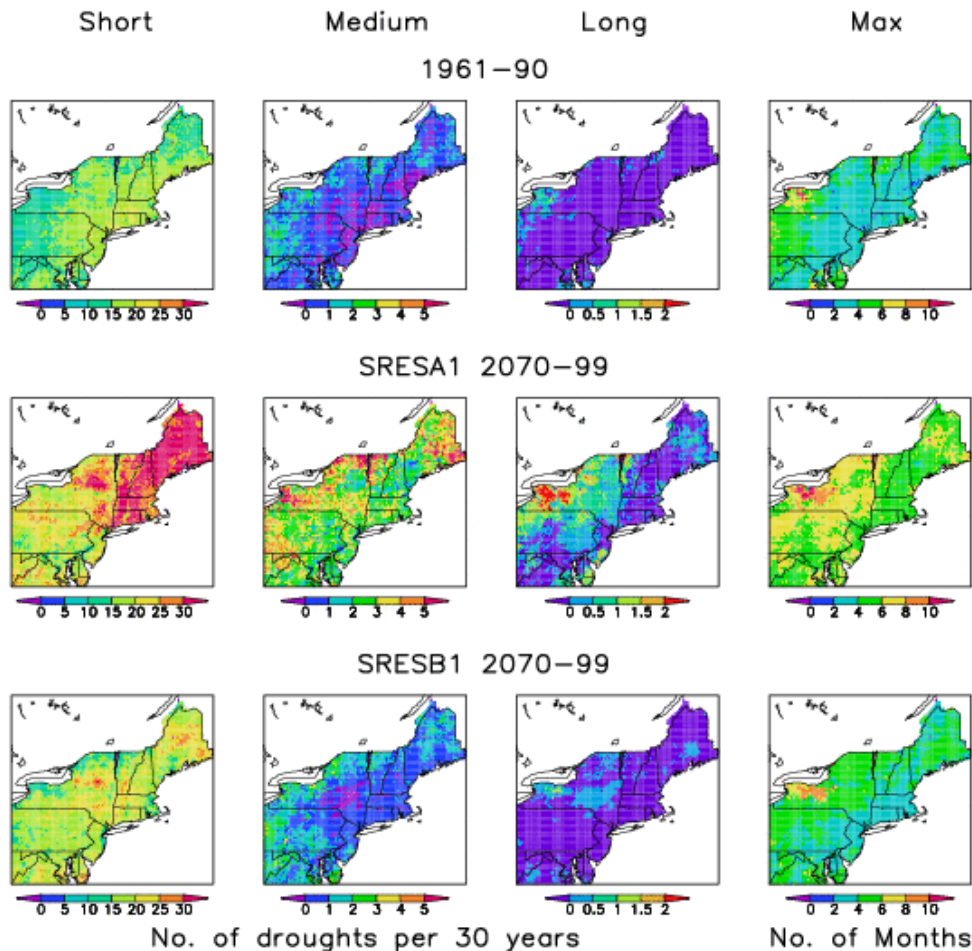 Short Medium Long Max
1961-90
0 5 10 15 20 25 30 0 1 2 3 4 5 0 0.5 1 1.5 2 0 2 4 6 8 10
SRESA1 2070-99
0 5 10 15 20 25 30 0 1 2 3 4 5 0 0.5 1 1.5 2 0 2 4 6 8 10
SRESB1 2070-99
0 5 10 15 20 25 30 0 1 2 3 4 5 0 0.5 1 1.5 2 0 2 4 6 8 10
No. of droughts per 30 years No. of Months